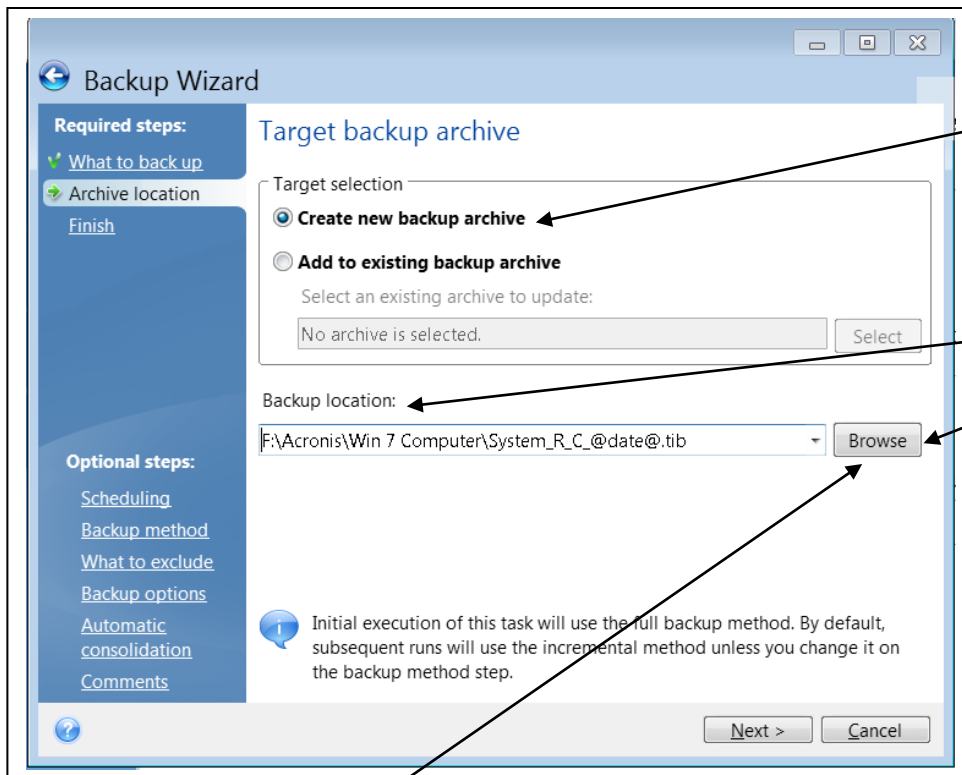 Backup Wizard
Required steps:
What to back up
Archive location
Finish
Optional steps:
Scheduling
Backup method
What to exclude
Backup options
Automatic
consolidation
Comments
Target backup archive
Target selection
Create new backup archive
Add to existing backup archive
Select an existing archive to update:
No archive is selected.
Select
Backup location:
F:\Acronis\Win 7 Computer\System_R_C_@date@.tib
Browse
Initial execution of this task will use the full backup method. By default,
subsequent runs will use the incremental method unless you change it on
the backup method step.
Next >
Cancel